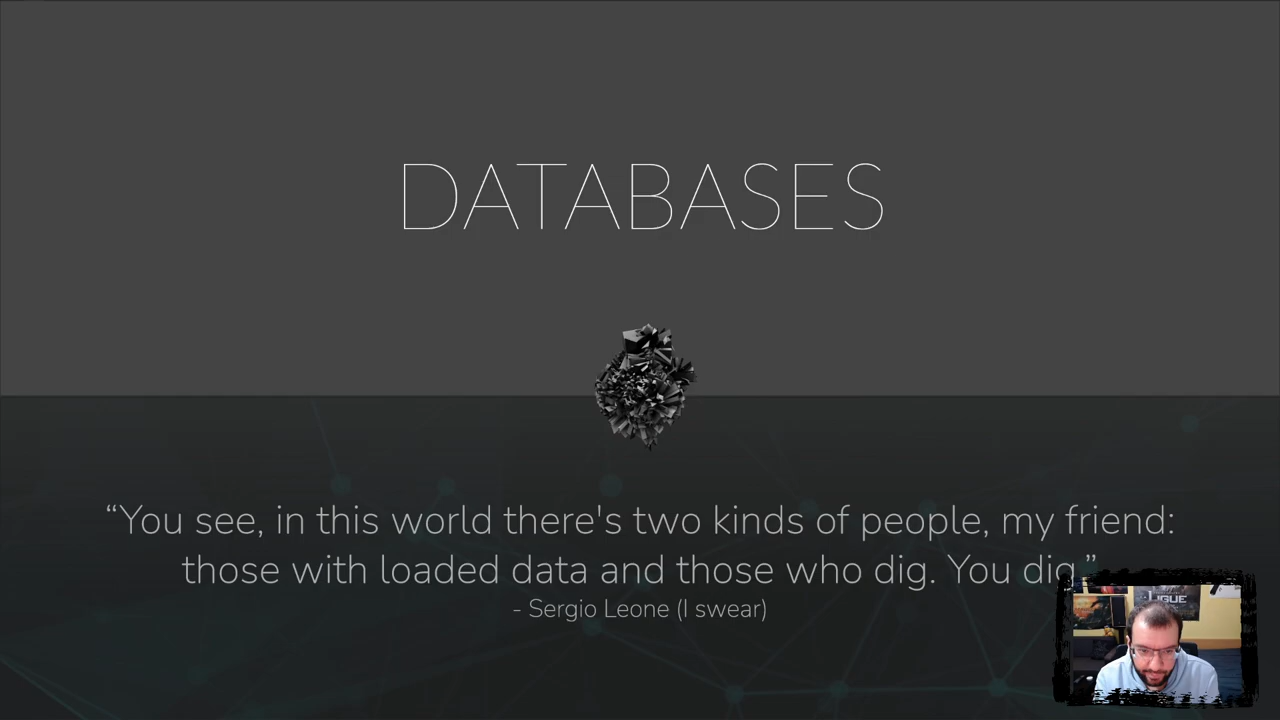 DATABASES
“You see, in this world there's two kinds of people, my friend:
those with loaded data and those who dig. You dig.”
- Sergio Leone (I swear)
LIGUE